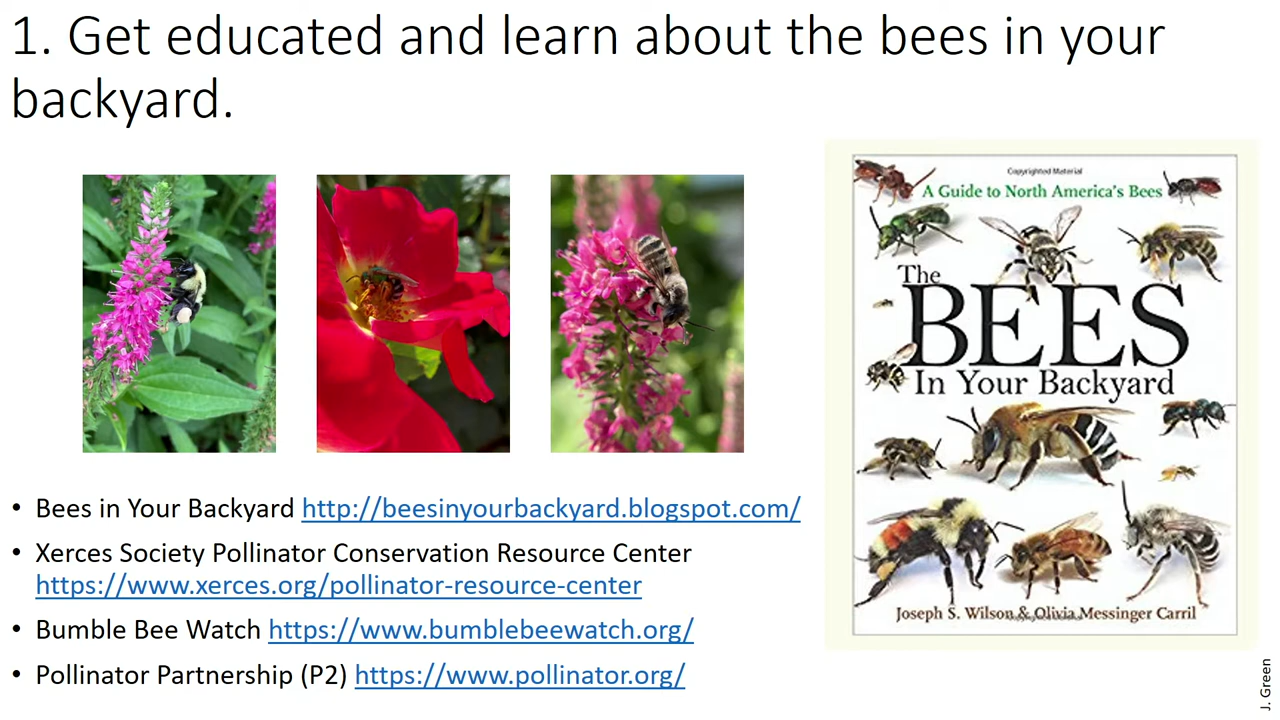 1. Get educated and learn about the bees in your
backyard.
Copyrighted Material
A Guide to North America's Bees
The
BEES
In Your Backyard
Joseph S. Wilson & Olivia Messinger Carril
• Bees in Your Backyard http://beesinyourbackyard.blogspot.com/
• Xerces Society Pollinator Conservation Resource Center
https://www.xerces.org/pollinator-resource-center
• Bumble Bee Watch https://www.bumblebeewatch.org/
• Pollinator Partnership (P2) https://www.pollinator.org/
J. Green